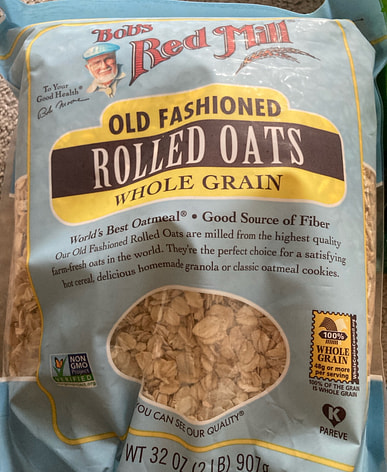 Bob's
Red Mill
To Your
Good Health®
Bob Moore
OLD FASHIONED
ROLLED OATS
WHOLE GRAIN
World's Best Oatmeal® • Good Source of Fiber
Our Old Fashioned Rolled Oats are milled from the highest quality
farm-fresh oats in the world. They're the perfect choice for a satisfying
hot cereal, delicious homemade granola or classic oatmeal cookies.
100%
WHOLE
GRAIN
48g or more
per serving
100% OF THE GRAIN
IS WHOLE GRAIN
NON
GMO
Project
VERIFIED
K
PAREVE
YOU CAN SEE OUR QUALITY®
WT 32 OZ (2 LB) 907g